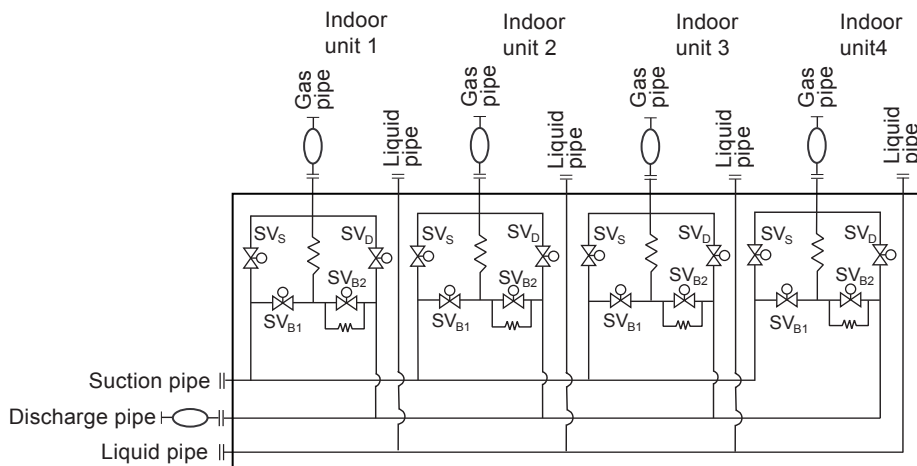 Indoor
unit 1
Indoor
unit 2
Indoor
unit 3
Indoor
unit4
Gas
pipe
Liquid
pipe
Gas
pipe
Liquid
pipe
Gas
pipe
Liquid
pipe
Gas
pipe
Liquid
pipe
SVS
SVD
SVB2
SVB1
SVS
SVD
SVB2
SVB1
SVS
SVD
SVB2
SVB1
SVS
SVD
SVB2
SVB1
Suction pipe
Discharge pipe
Liquid pipe